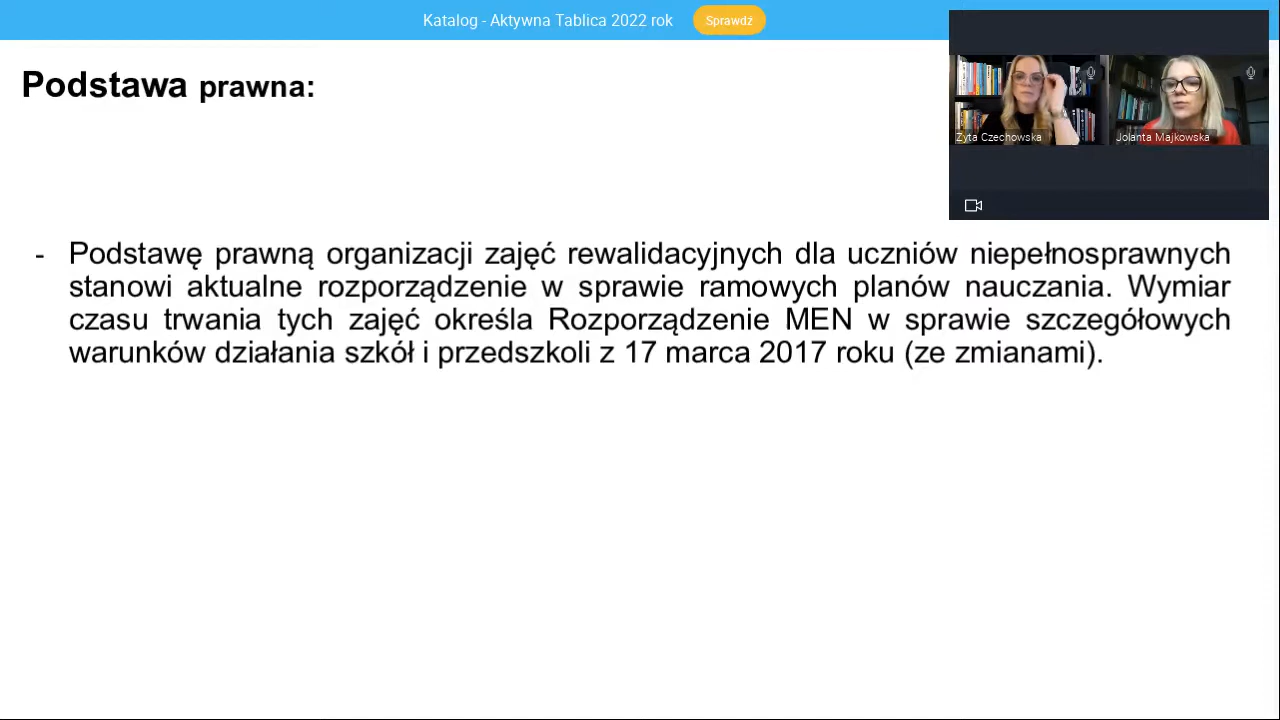 Katalog - Aktywna Tablica 2022 rok
Sprawdź
Podstawa prawna:
Zyta Czechowska
Jolanta Majkowska
- Podstawę prawną organizacji zajęć rewalidacyjnych dla uczniów niepełnosprawnych
stanowi aktualne rozporządzenie w sprawie ramowych planów nauczania. Wymiar
czasu trwania tych zajęć określa Rozporządzenie MEN w sprawie szczegółowych
warunków działania szkół i przedszkoli z 17 marca 2017 roku (ze zmianami).